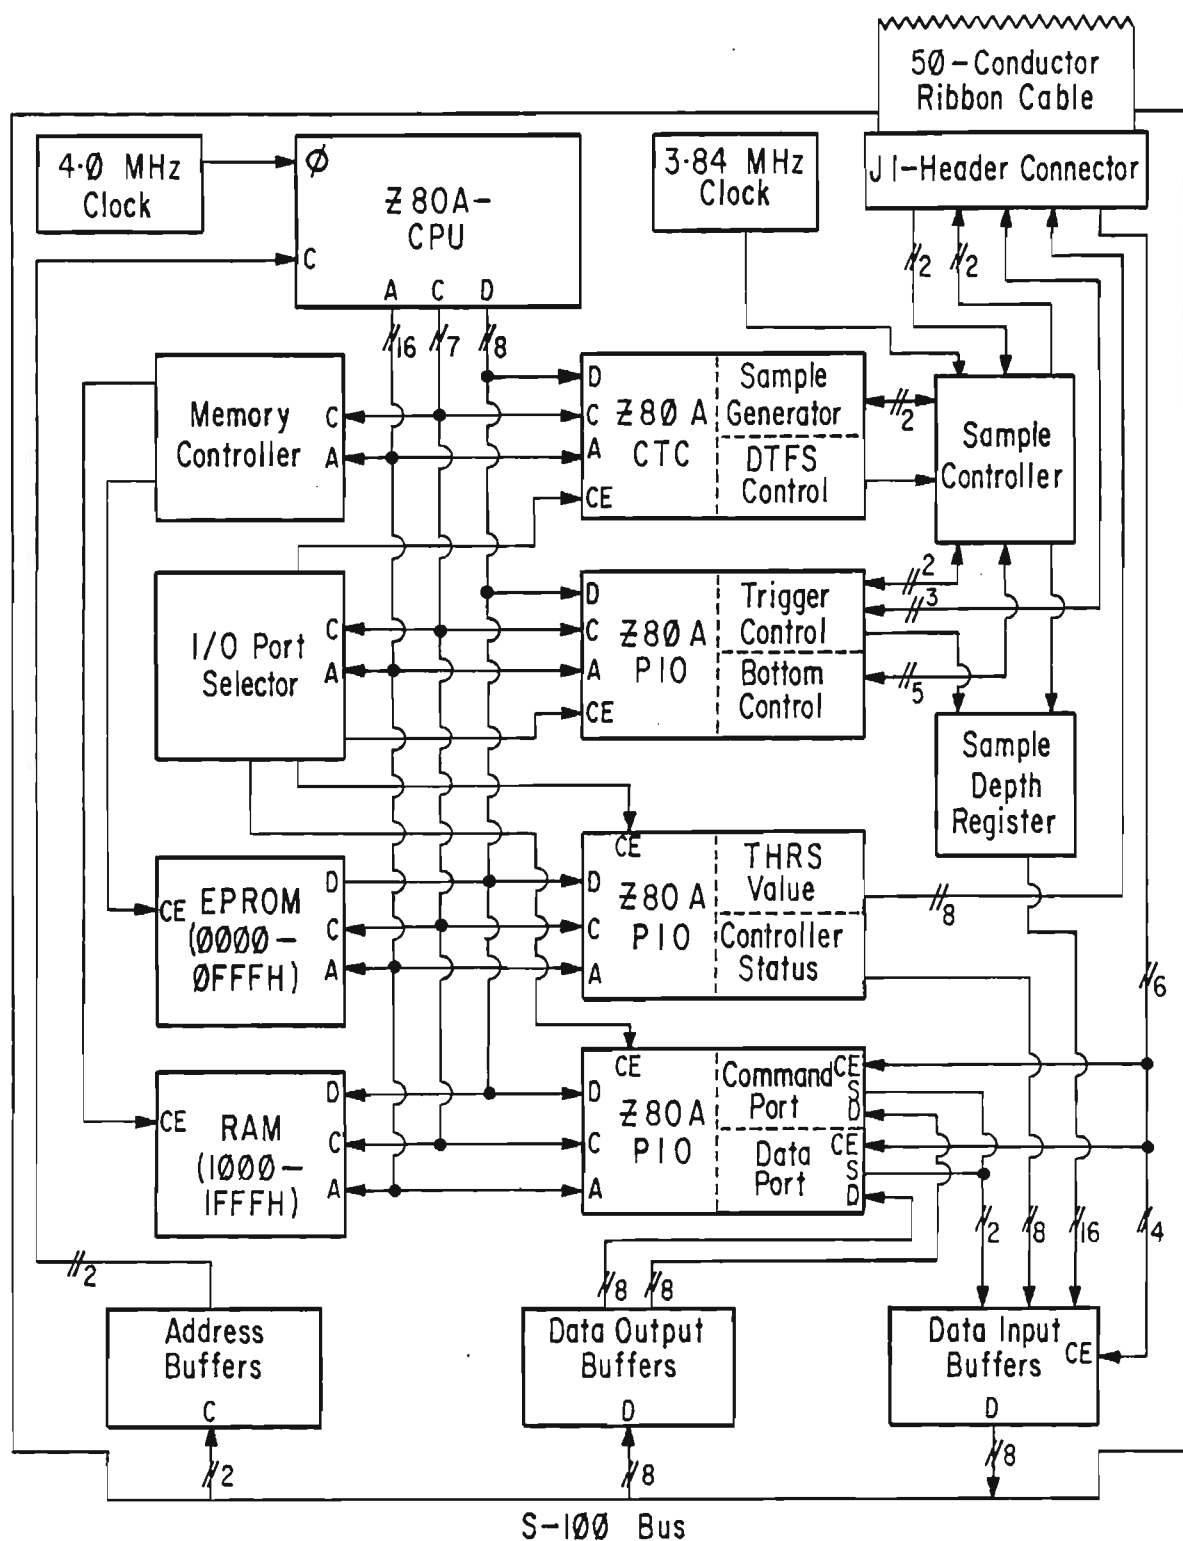 50-Conductor
Ribbon Cable
4·0 MHz
Clock
Ø
Z80A-
CPU
C
A C D
3·84 MHz
Clock
J1-Header Connector
2
2
16
7
8
Memory
Controller
C
A
D
C
A
CE
Z80A
CTC
Sample
Generator
DTFS
Control
2
Sample
Controller
I/O Port
Selector
C
A
D
C
A
CE
Z80A
PIO
Trigger
Control
Bottom
Control
2
3
5
Sample
Depth
Register
CE
EPROM
(0000-
0FFFH)
D
C
A
CE
D
C
A
Z80A
PIO
THRS
Value
Controller
Status
8
6
CE
RAM
(1000-
1FFFH)
D
C
A
CE
D
C
A
Z80A
PIO
Command
Port
CE
S
D
Data
Port
CE
S
D
2
8
16
4
2
8
8
Address
Buffers
C
Data Output
Buffers
D
Data Input
Buffers
CE
D
2
8
8
S-100 Bus